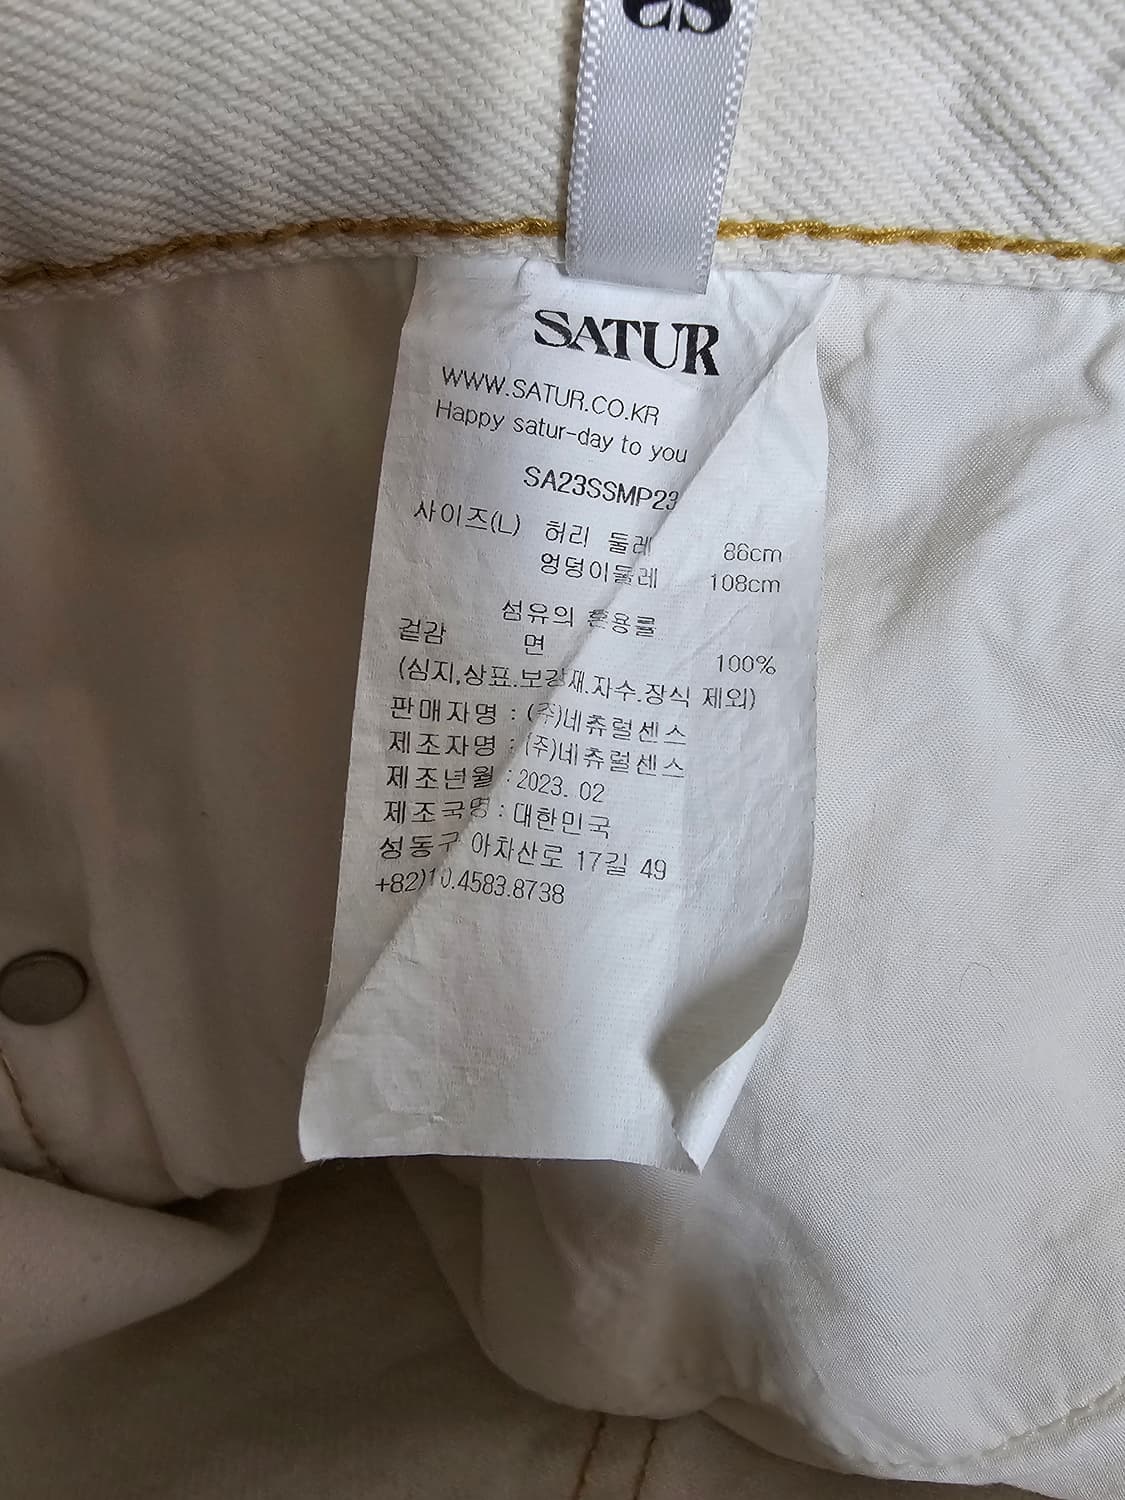 SATUR
WWW.SATUR.CO.KR
Happy satur-day to you
SA23SSMP23
사이즈(L) 허리 둘레 86cm
엉덩이둘레 108cm
섬유의 혼용률
겉감 면 100%
(심지,상표.보강재.자수.장식 제외)
판매자명 : (주)네츄럴센스
제조자명 : (주)네츄럴센스
제조년월 : 2023. 02
제조국명 : 대한민국
성동구 아차산로 17길 49
+82)10.4583.8738